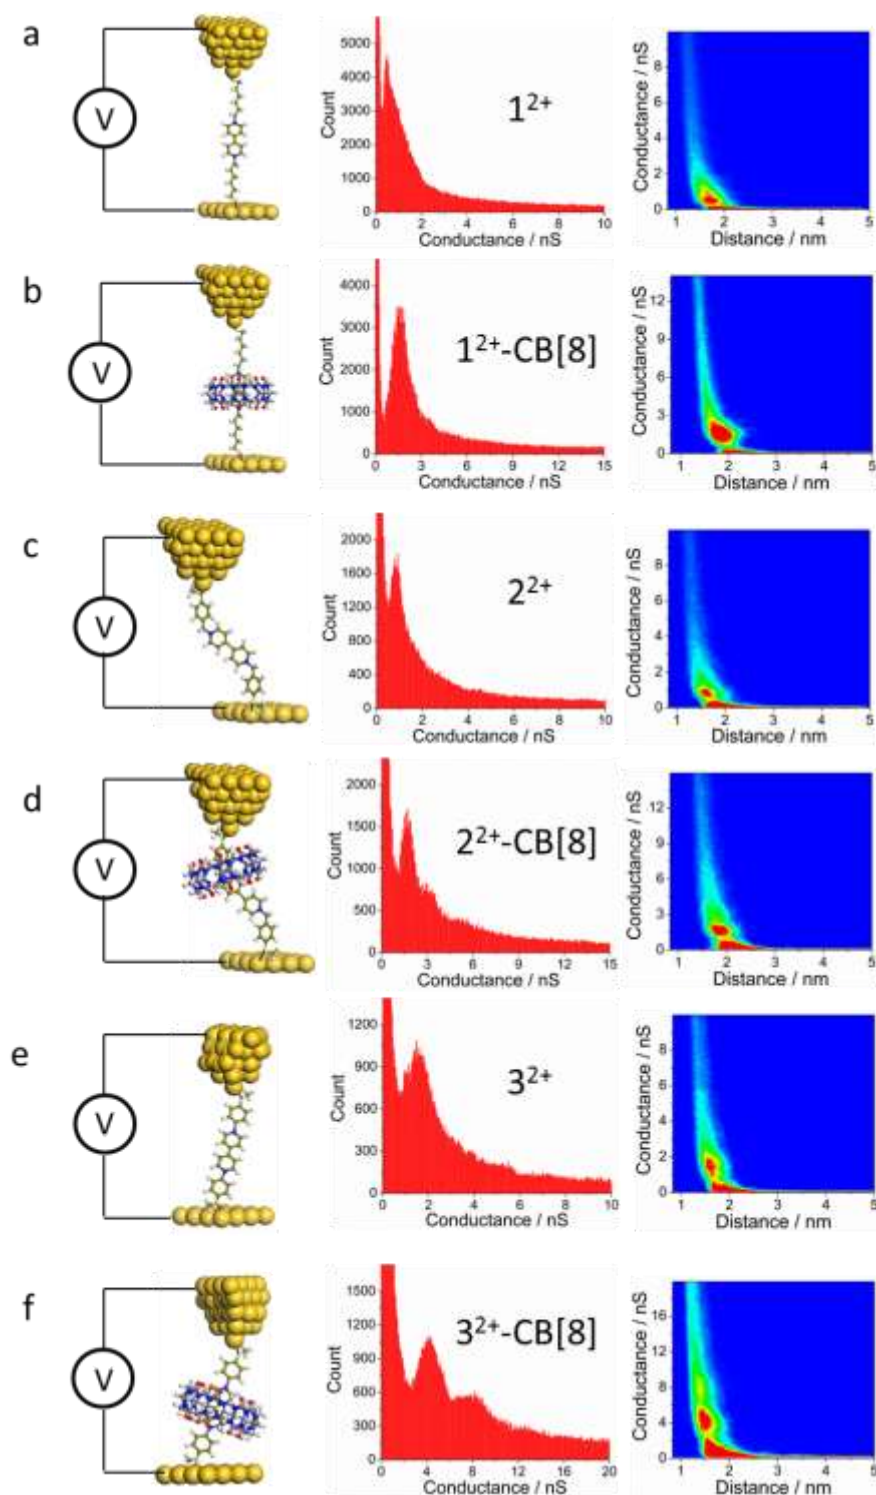 a
V
Count
5000
4000
3000
2000
1000
0
1²⁺
0 2 4 6 8 10
Conductance / nS
Conductance / nS
8
4
0
1 2 3 4 5
Distance / nm
b
V
Count
4000
3000
2000
1000
0
1²⁺-CB[8]
0 3 6 9 12 15
Conductance / nS
Conductance / nS
12
9
6
3
0
1 2 3 4 5
Distance / nm
c
V
Count
2000
1600
1200
800
400
0
2²⁺
0 2 4 6 8 10
Conductance / nS
Conductance / nS
8
6
4
2
0
1 2 3 4 5
Distance / nm
d
V
Count
2000
1500
1000
500
0
2²⁺-CB[8]
0 3 6 9 12 15
Conductance / nS
Conductance / nS
12
9
6
3
0
1 2 3 4 5
Distance / nm
e
V
Count
1200
900
600
300
0
3²⁺
0 2 4 6 8 10
Conductance / nS
Conductance / nS
8
6
4
2
0
1 2 3 4 5
Distance / nm
f
V
Count
1500
1200
900
600
300
0
3²⁺-CB[8]
0 4 8 12 16 20
Conductance / nS
Conductance / nS
16
12
8
4
0
1 2 3 4 5
Distance / nm